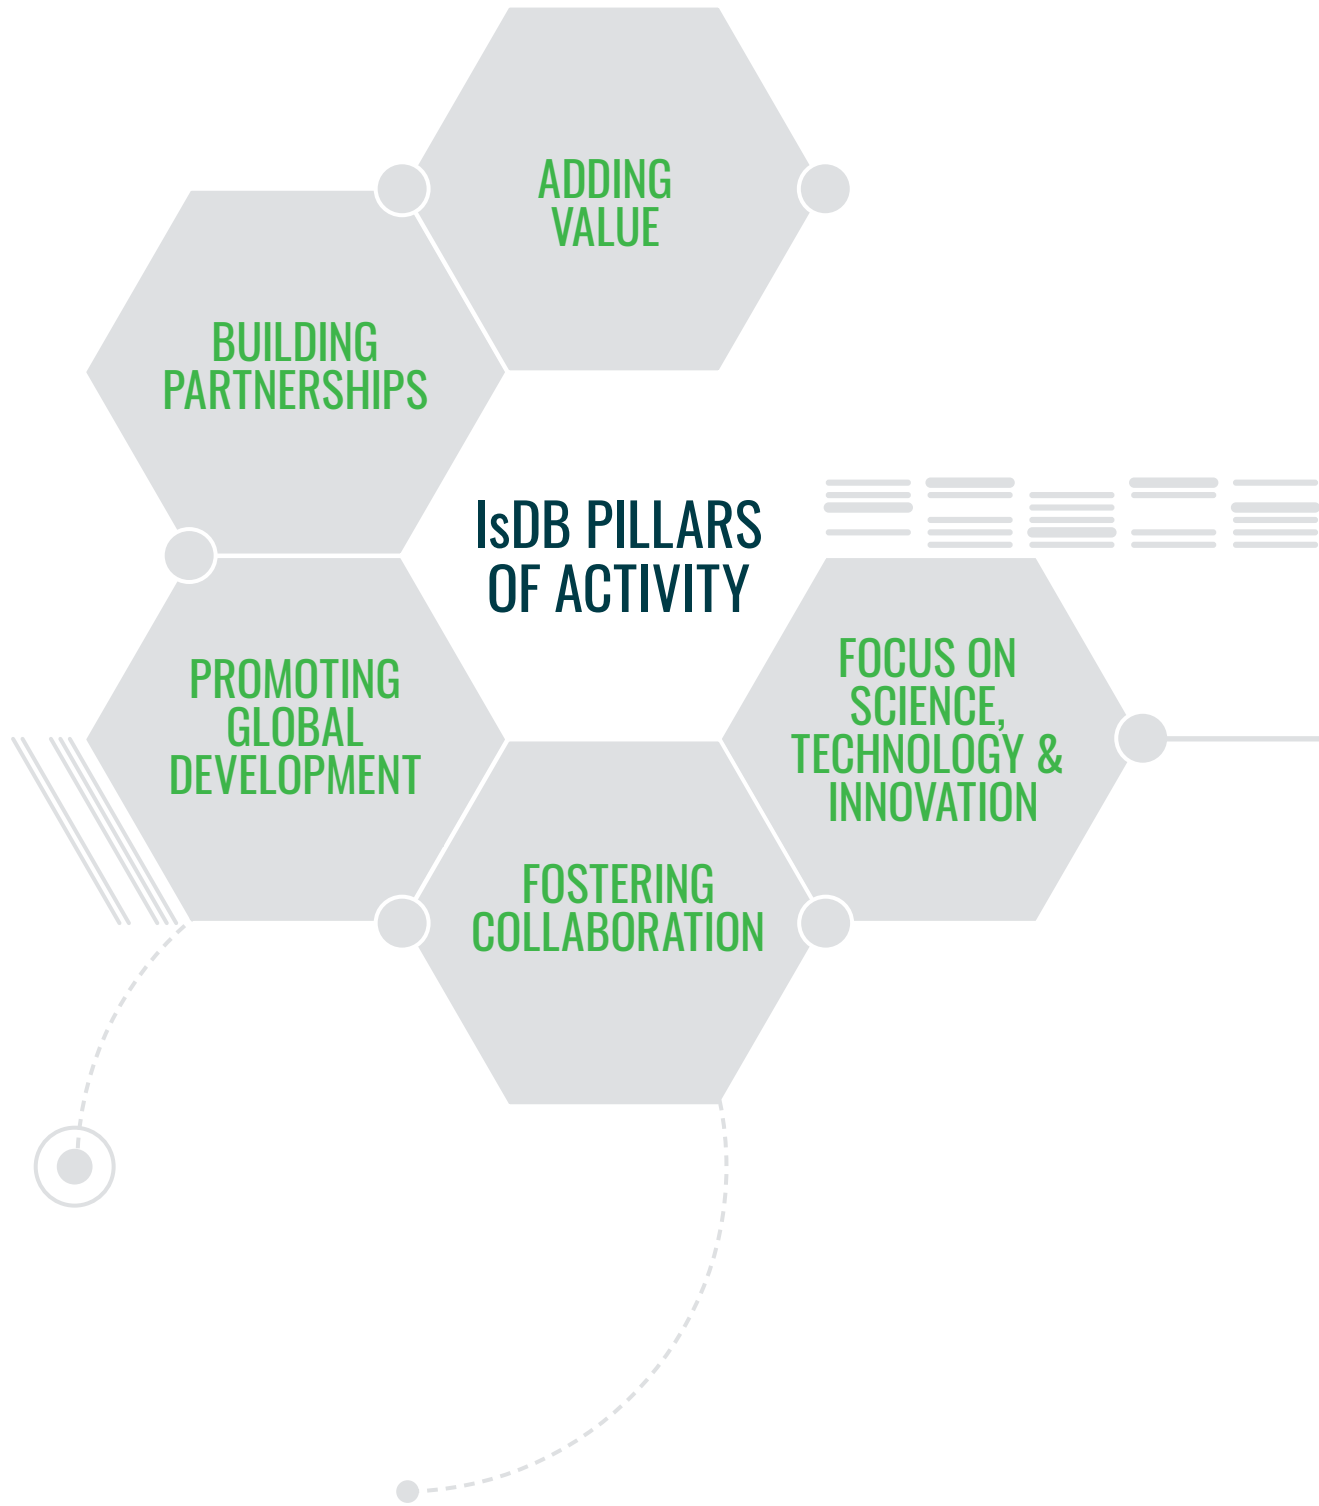 ADDING
VALUE
BUILDING
PARTNERSHIPS
IsDB PILLARS
OF ACTIVITY
PROMOTING
GLOBAL
DEVELOPMENT
FOCUS ON
SCIENCE,
TECHNOLOGY &
INNOVATION
FOSTERING
COLLABORATION